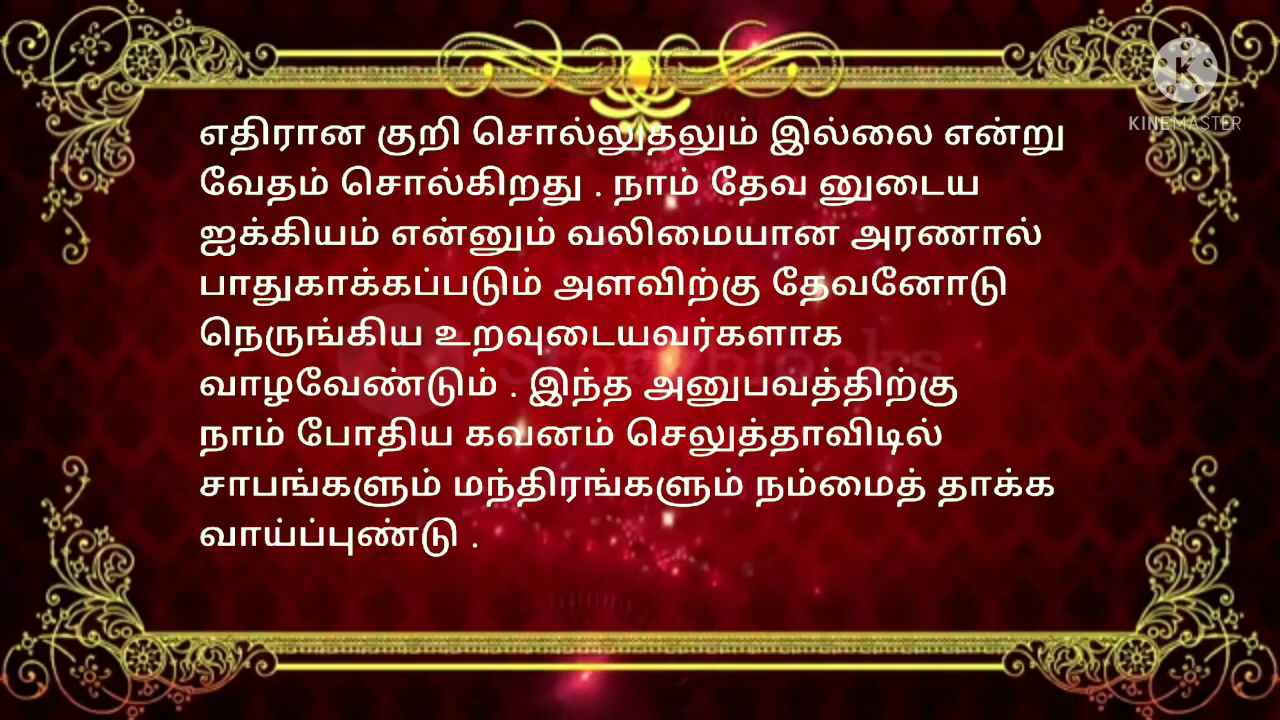 எதிரான குறி சொல்லுதலும் இல்லை என்று
வேதம் சொல்கிறது . நாம் தேவ னுடைய
ஐக்கியம் என்னும் வலிமையான அரணால்
பாதுகாக்கப்படும் அளவிற்கு தேவனோடு
நெருங்கிய உறவுடையவர்களாக
வாழவேண்டும் . இந்த அனுபவத்திற்கு
நாம் போதிய கவனம் செலுத்தாவிடில்
சாபங்களும் மந்திரங்களும் நம்மைத் தாக்க
வாய்ப்புண்டு .
K
KINEMASTER